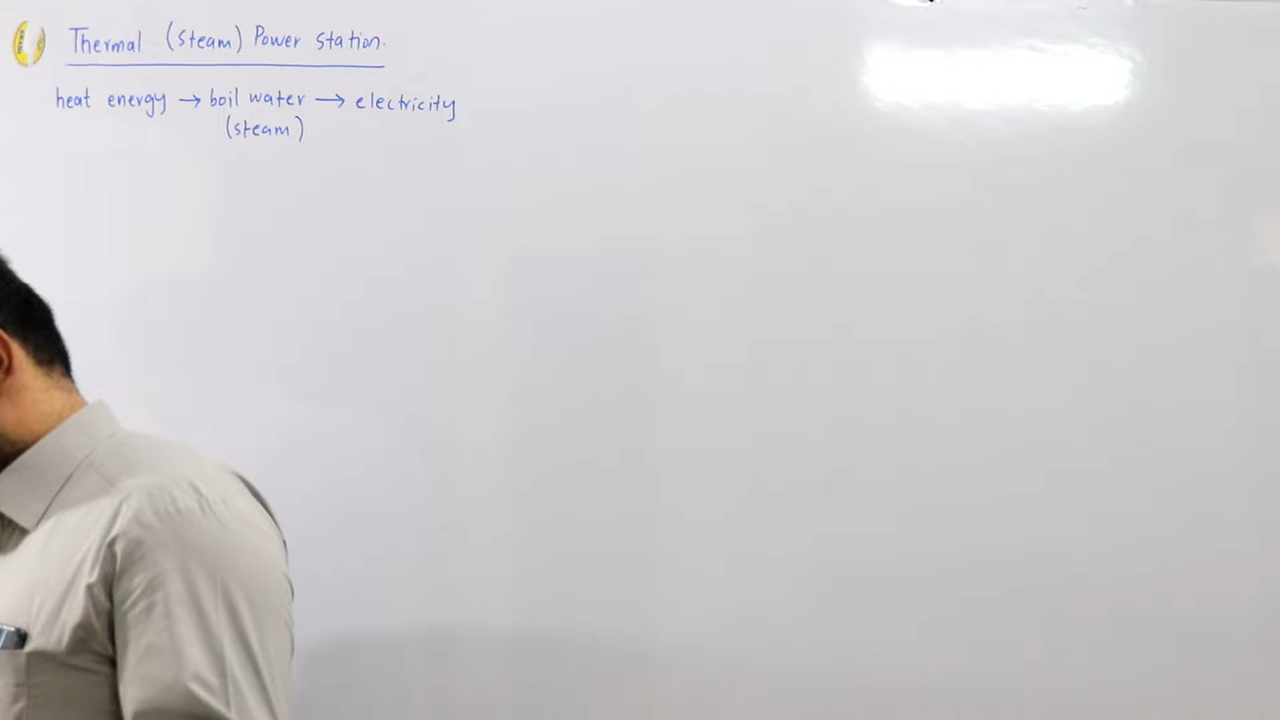 Thermal (Steam) Power Station.
heat energy → boil water → electricity
(steam)